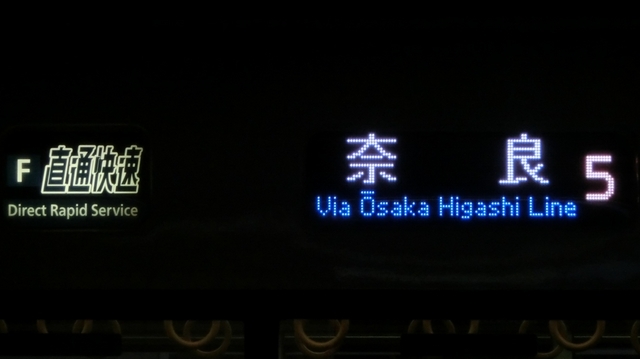 F 直通快速
Direct Rapid Service
奈良 5
Via Ōsaka Higashi Line